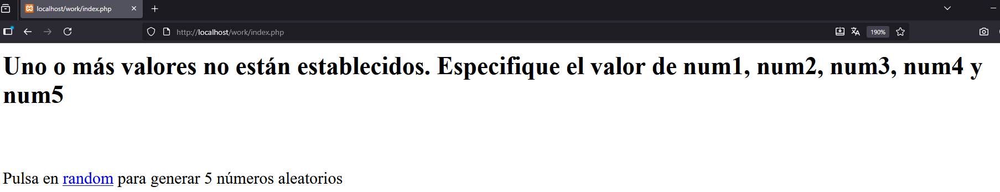 localhost/work/index.php
http://localhost/work/index.php
190%
Uno o más valores no están establecidos. Especifique el valor de num1, num2, num3, num4 y
num5
Pulsa en random para generar 5 números aleatorios